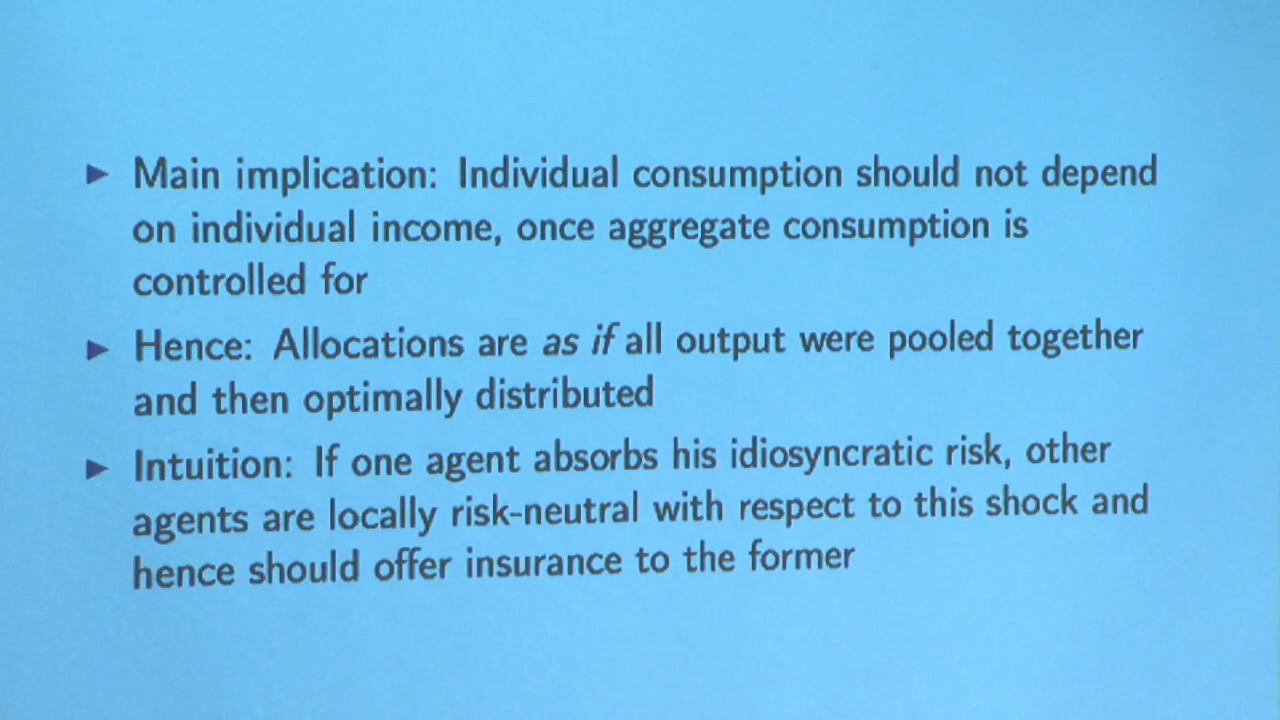 Main implication: Individual consumption should not depend
on individual income, once aggregate consumption is
controlled for
Hence: Allocations are as if all output were pooled together
and then optimally distributed
Intuition: If one agent absorbs his idiosyncratic risk, other
agents are locally risk-neutral with respect to this shock and
hence should offer insurance to the former